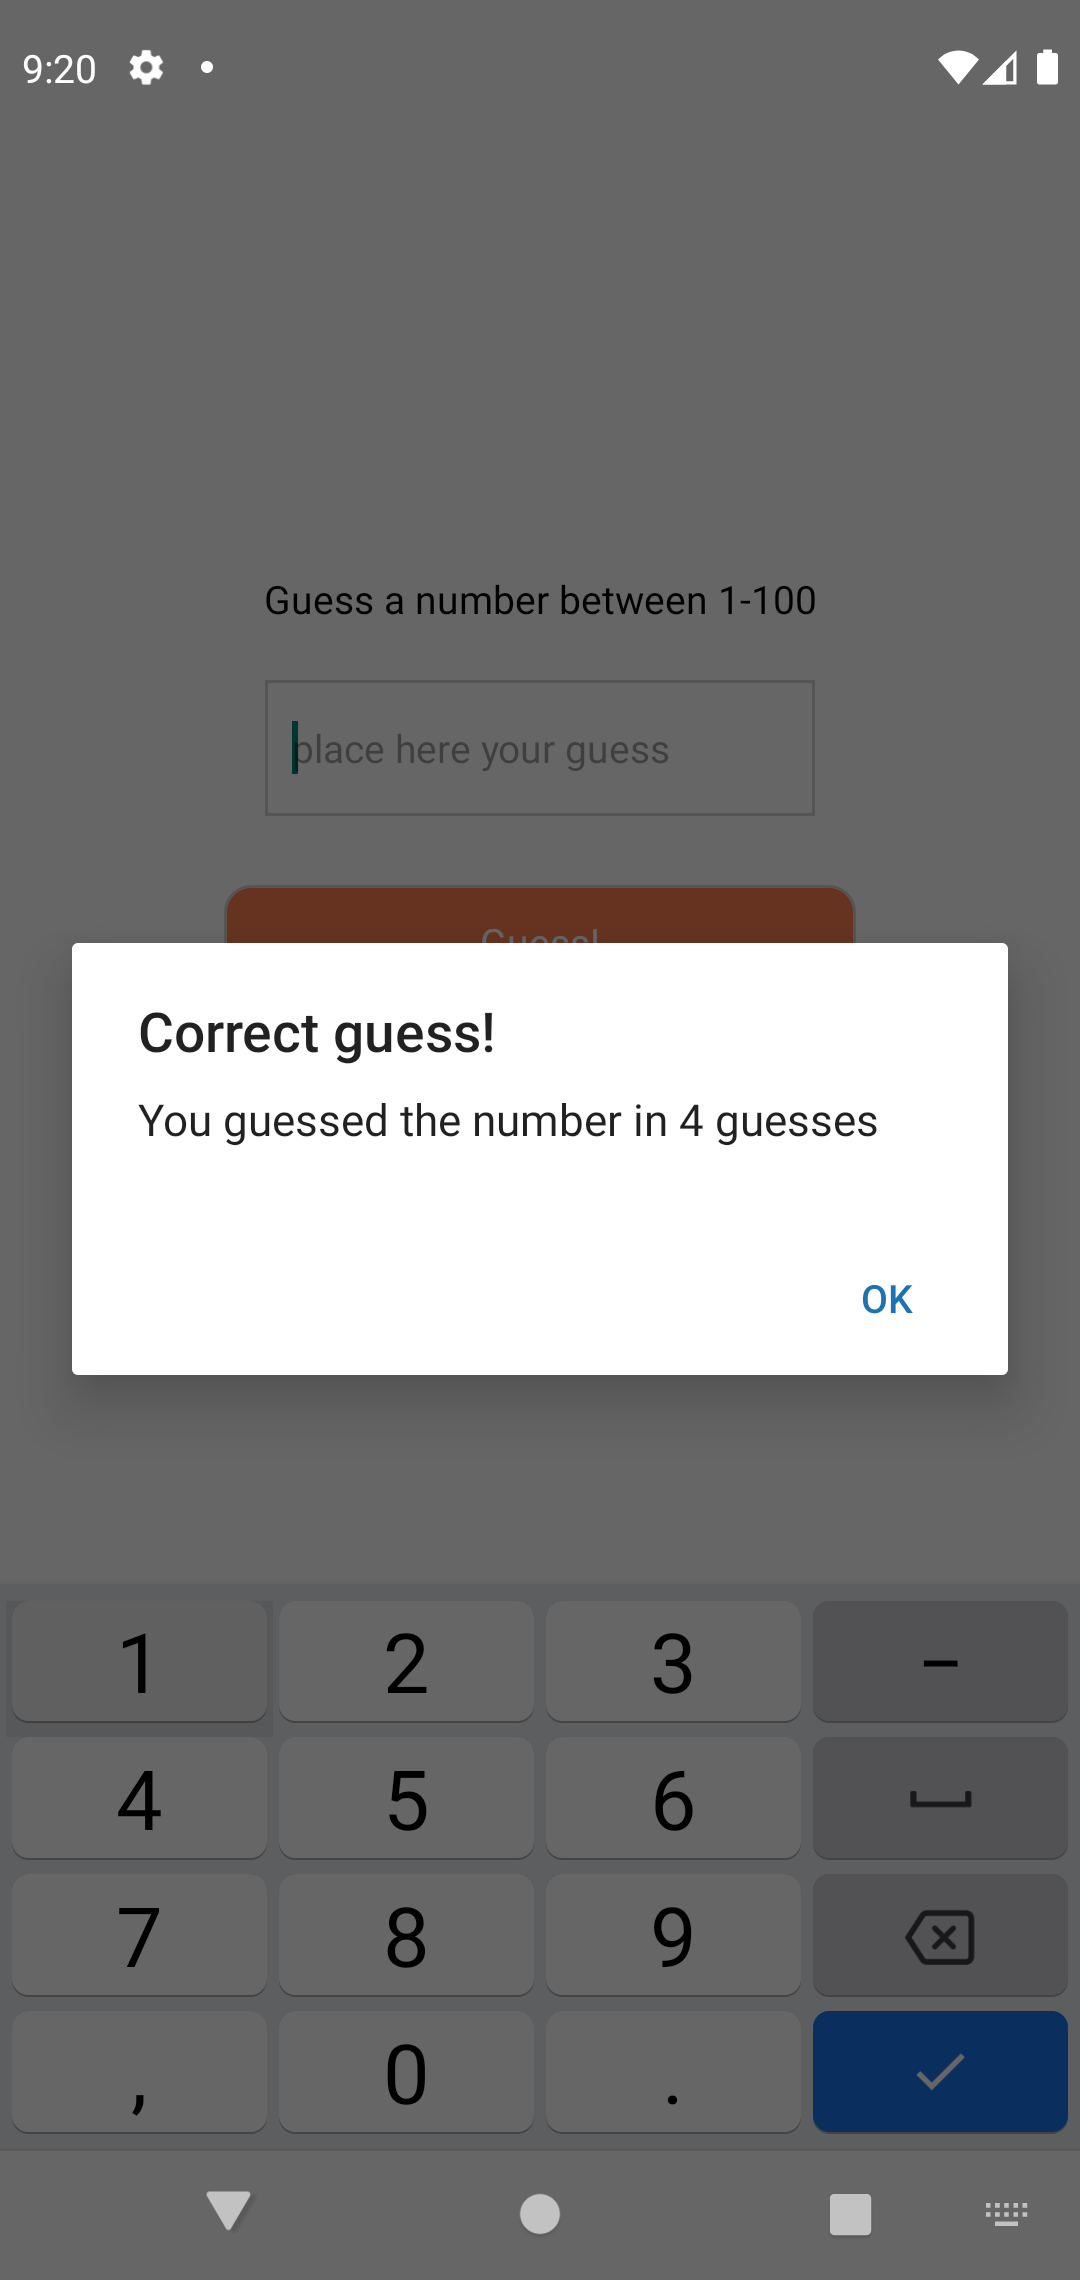 9:20
Guess a number between 1-100
place here your guess
Guess!
Correct guess!
You guessed the number in 4 guesses
OK
1 2 3 –
4 5 6
7 8 9
, 0 .